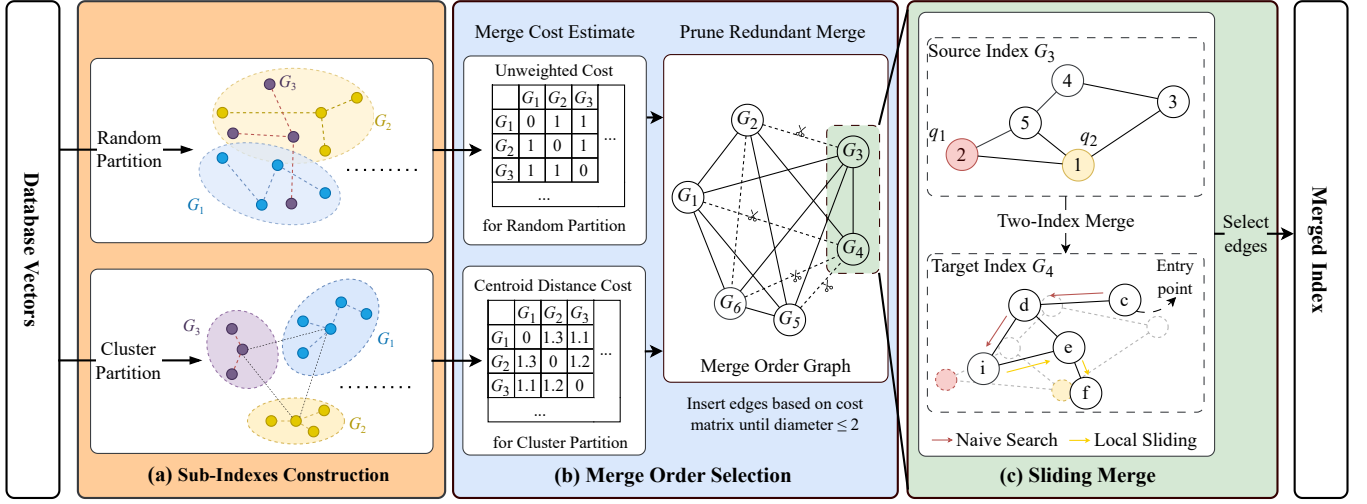 Database Vectors
Random
Partition
G3
G2
G1
........
Cluster
Partition
G3
G1
G2
........
(a) Sub-Indexes Construction
Merge Cost Estimate
Unweighted Cost
G1 G2 G3
G1 0 1 1
G2 1 0 1 ...
G3 1 1 0
...
for Random Partition
Centroid Distance Cost
G1 G2 G3
G1 0 1.3 1.1
G2 1.3 0 1.2 ...
G3 1.1 1.2 0
...
for Cluster Partition
Prune Redundant Merge
G2
G3
G1
G4
G6
G5
Merge Order Graph
Insert edges based on cost
matrix until diameter ≤ 2
(b) Merge Order Selection
Source Index G3
4
3
5
q1
q2
2
1
Two-Index Merge
Target Index G4
Entry
point
c
d
e
i
f
Naive Search
Local Sliding
(c) Sliding Merge
Select
edges
Merged Index